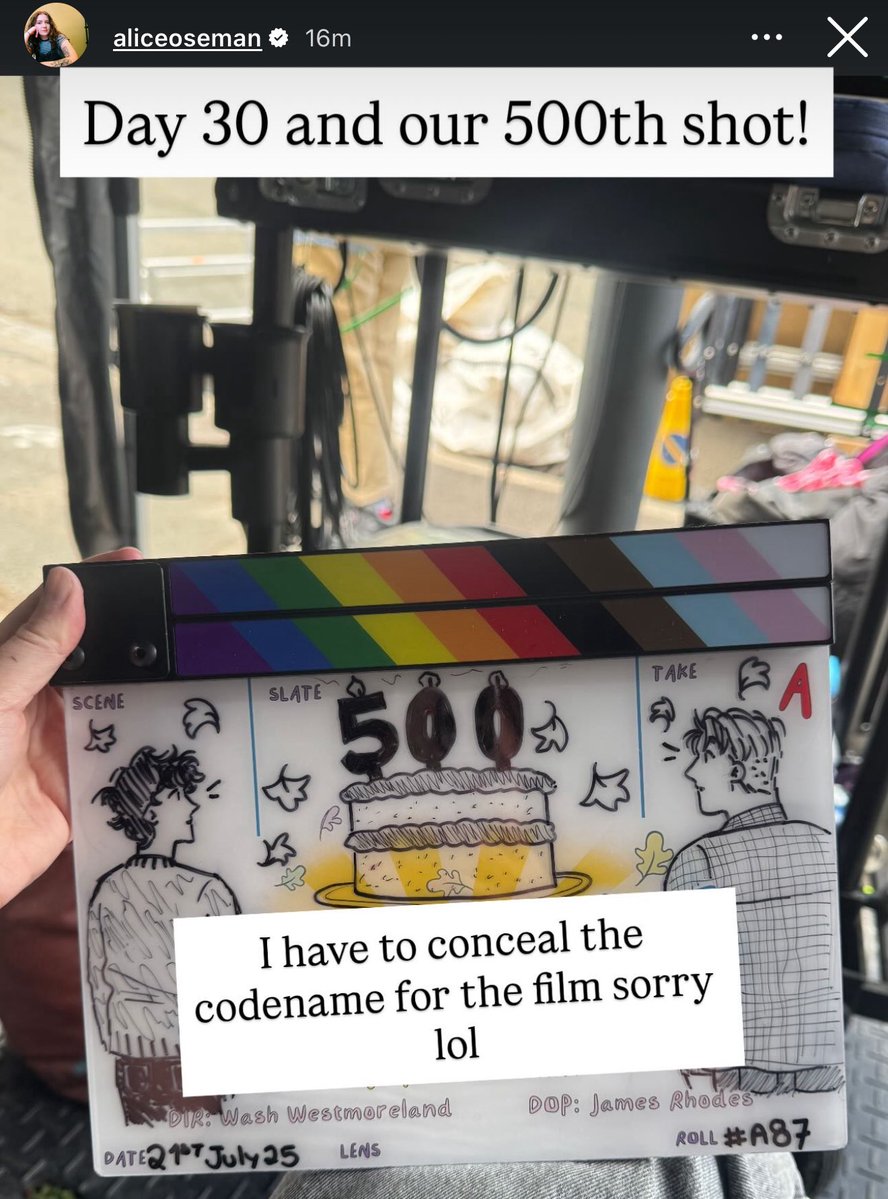 aliceoseman 16m
Day 30 and our 500th shot!
SCENE
SLATE
TAKE
A
500
I have to conceal the
codename for the film sorry
lol
DIR: Wash Westmoreland
DOP: James Rhodes
DATE 21ST July 25
LENS
ROLL #A87